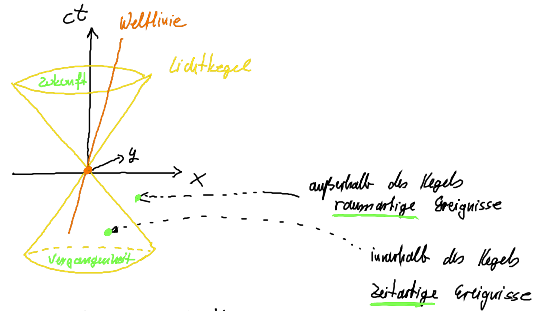 ct
Weltlinie
Zukunft
Lichtkegel
y
x
außerhalb des Kegels
raumartige Ereignisse
Vergangenheit
innerhalb des Kegels
zeitartige Ereignisse